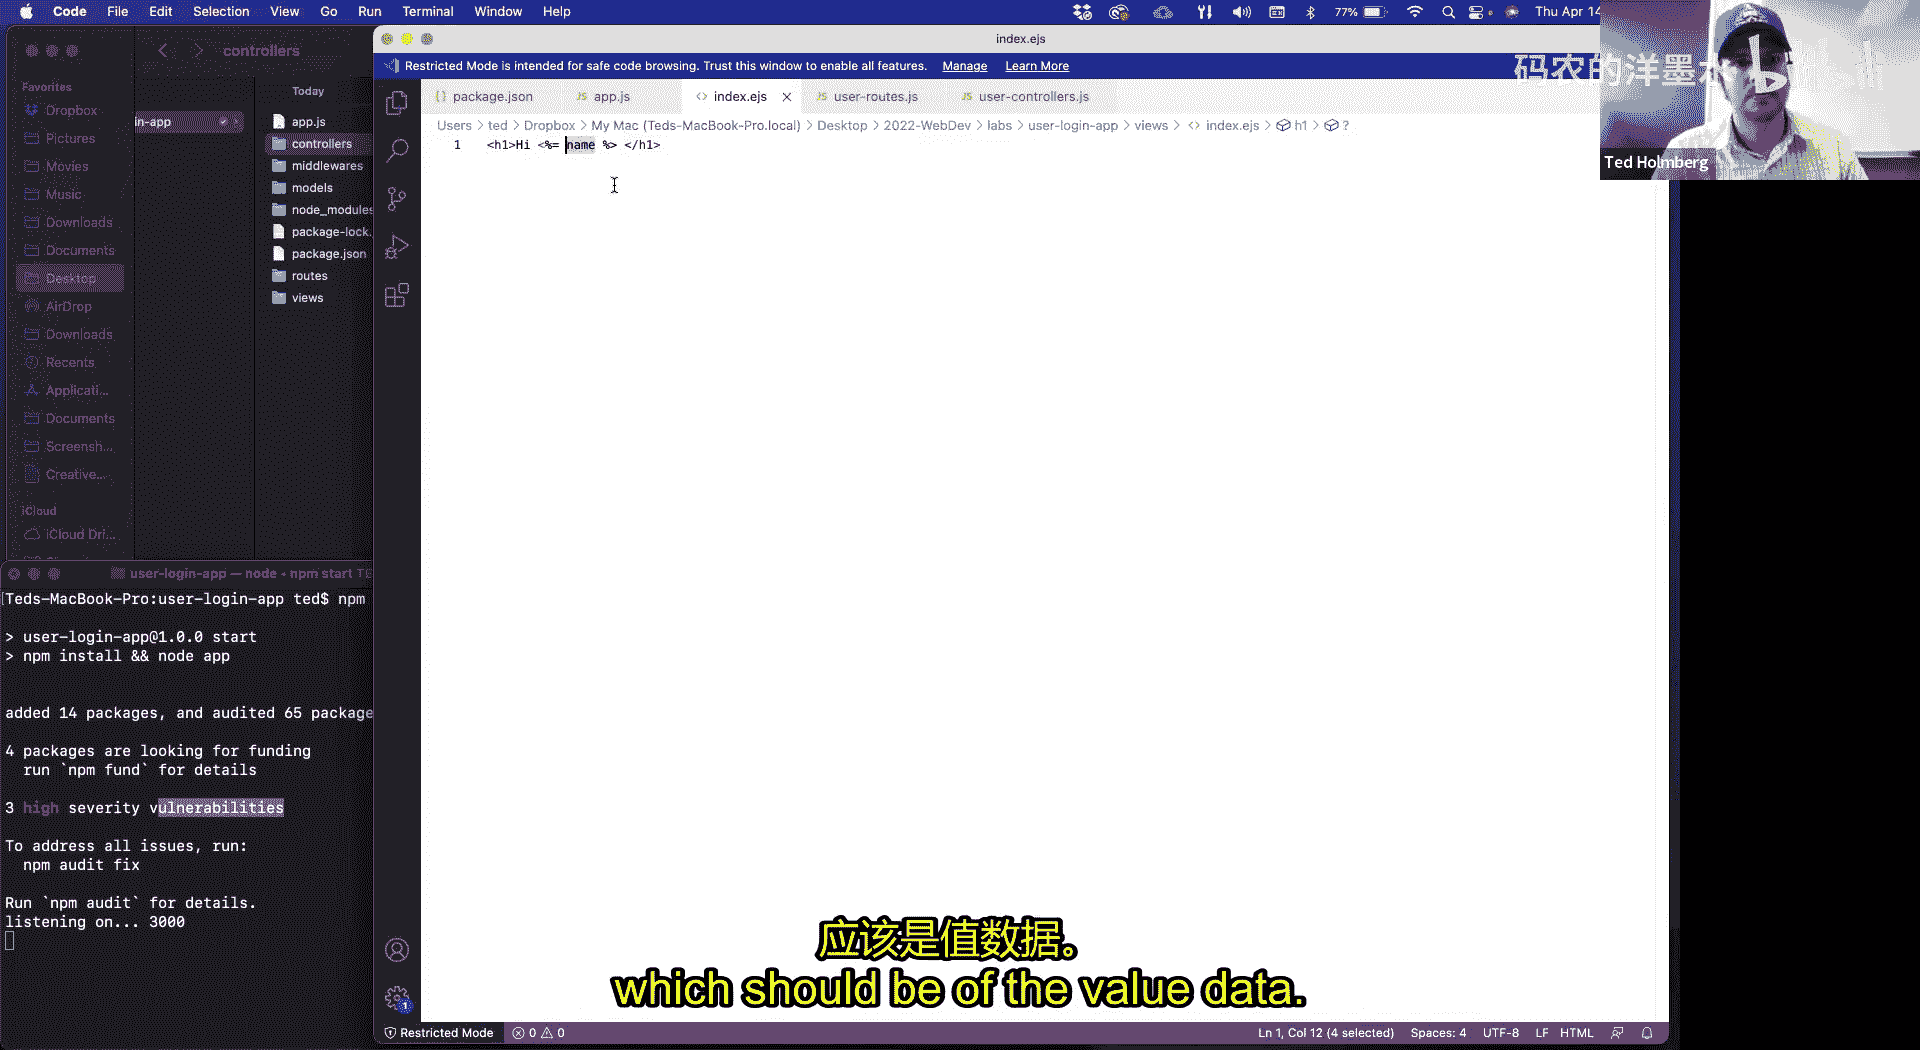 Code File Edit Selection View Go Run Terminal Window Help
77%
Thu Apr 14
controllers
index.ejs
Restricted Mode is intended for safe code browsing. Trust this window to enable all features. Manage Learn More
码农的洋墨水
Ted Holmberg
Favorites
Dropbox
Pictures
Movies
Music
Downloads
Documents
Desktop
AirDrop
Downloads
Recents
Applicati...
Documents
Screensh...
Creative...
iCloud
iCloud Dri...
in-app
Today
app.js
controllers
middlewares
models
node_modules
package-lock.
package.json
routes
views
package.json
JS app.js
<> index.ejs
JS user-routes.js
JS user-controllers.js
Users > ted > Dropbox > My Mac (Teds-MacBook-Pro.local) > Desktop > 2022-WebDev > labs > user-login-app > views > <> index.ejs > h1 > ?
1 <h1>Hi <%= name %> </h1>
user-login-app — node ◂ npm start TE
Teds-MacBook-Pro:user-login-app ted$ npm
> user-login-app@1.0.0 start
> npm install && node app
added 14 packages, and audited 65 package
4 packages are looking for funding
run `npm fund` for details
3 high severity vulnerabilities
To address all issues, run:
npm audit fix
Run `npm audit` for details.
listening on... 3000
应该是值数据。
which should be of the value data.
Restricted Mode 0 0
Ln 1, Col 12 (4 selected) Spaces: 4 UTF-8 LF HTML